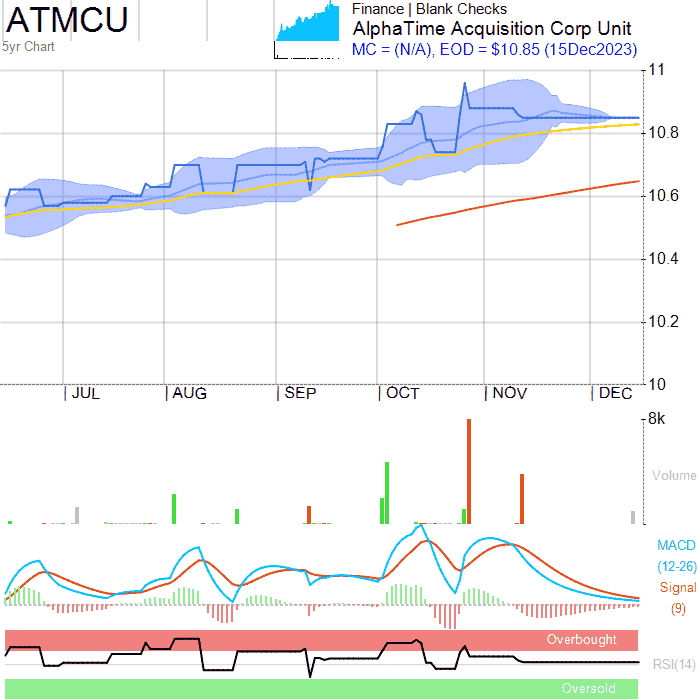 ATMCU
5yr Chart
Finance | Blank Checks
AlphaTime Acquisition Corp Unit
MC = (N/A), EOD = $10.85 (15Dec2023)
11
10.8
10.6
10.4
10.2
10
JUL AUG SEP OCT NOV DEC
8k
Volume
MACD
(12-26)
Signal
(9)
Overbought
RSI(14)
Oversold